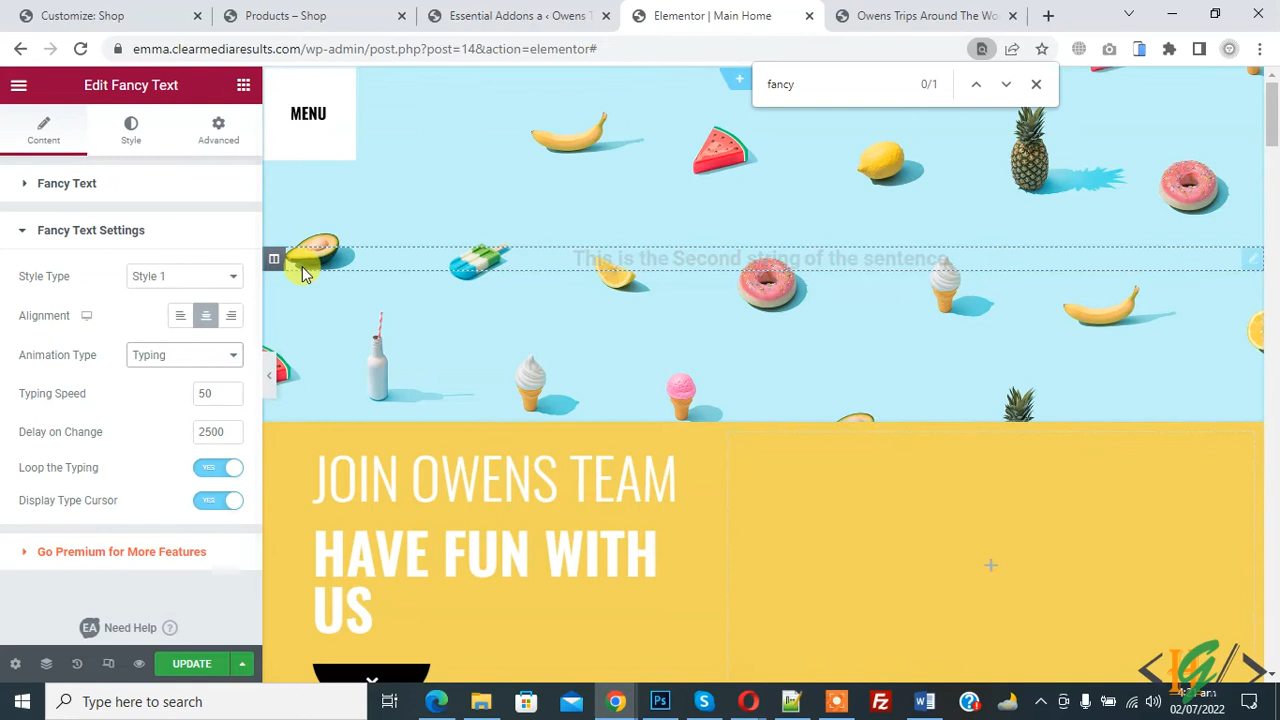 Customize: Shop
Products – Shop
Essential Addons a ‹ Owens T
Elementor | Main Home
Owens Trips Around The Wo
emma.clearmediaresults.com/wp-admin/post.php?post=14&action=elementor#
fancy
0/1
Edit Fancy Text
MENU
Content
Style
Advanced
Fancy Text
Fancy Text Settings
This is the Second string of the sentence
Style Type
Style 1
Alignment
Animation Type
Typing
Typing Speed
50
Delay on Change
2500
Loop the Typing
YES
Display Type Cursor
YES
JOIN OWENS TEAM
HAVE FUN WITH
US
Go Premium for More Features
EA Need Help ?
UPDATE
Type here to search
02/07/2022